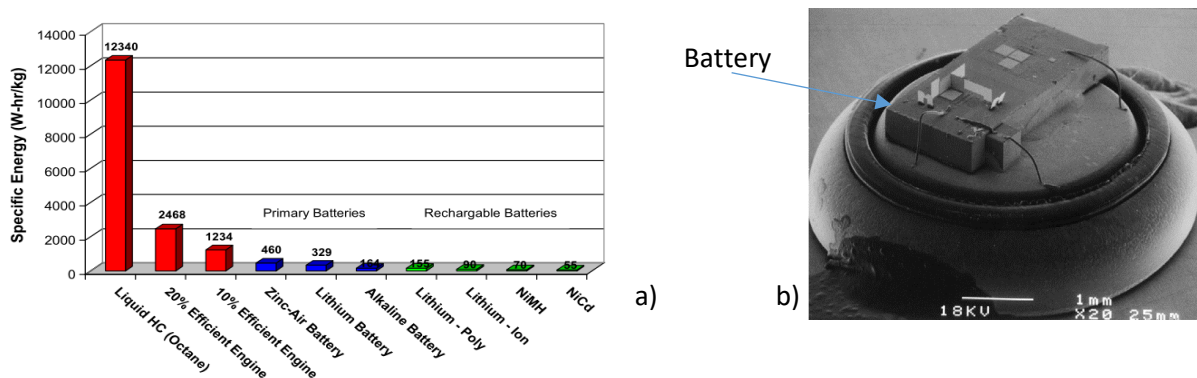 Specific Energy (W-hr/kg)
14000
12000
10000
8000
6000
4000
2000
0
12340
2468
1234
460
329
164
155
90
70
55
Primary Batteries
Rechargable Batteries
Liquid HC (Octane)
20% Efficient Engine
10% Efficient Engine
Zinc-Air Battery
Lithium Battery
Alkaline Battery
Lithium - Poly
Lithium - Ion
NiMH
NiCd
a)
Battery
b)
18KV
1mm
X20 25mm